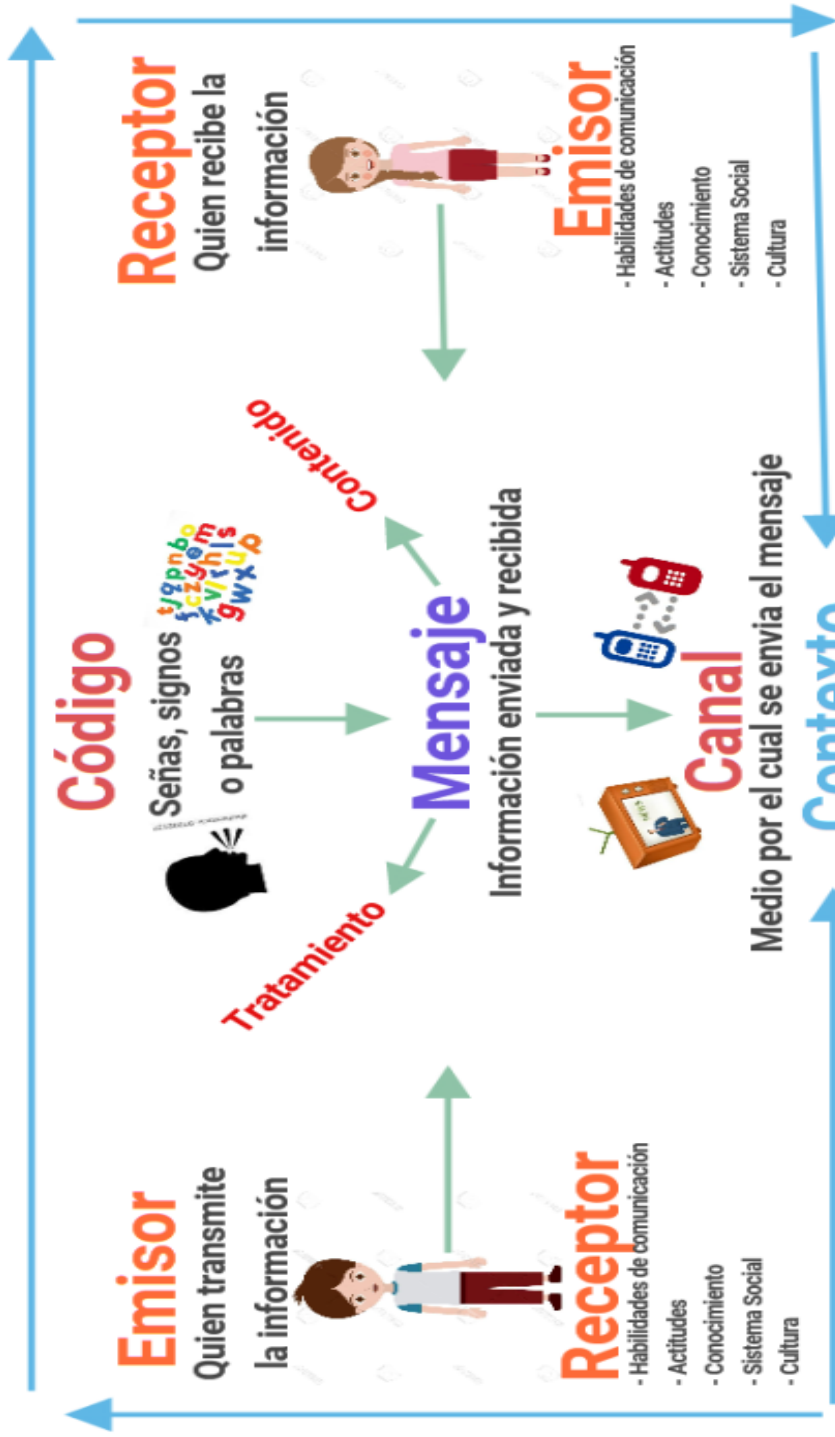 Emisor
Quien transmite
la información
Receptor
- Habilidades de comunicación
- Actitudes
- Conocimiento
- Sistema Social
- Cultura
Código
Señas, signos
o palabras
Tratamiento
Contenido
Mensaje
Información enviada y recibida
Canal
Medio por el cual se envia el mensaje
Contexto
Receptor
Quien recibe la
información
Emisor
- Habilidades de comunicación
- Actitudes
- Conocimiento
- Sistema Social
- Cultura